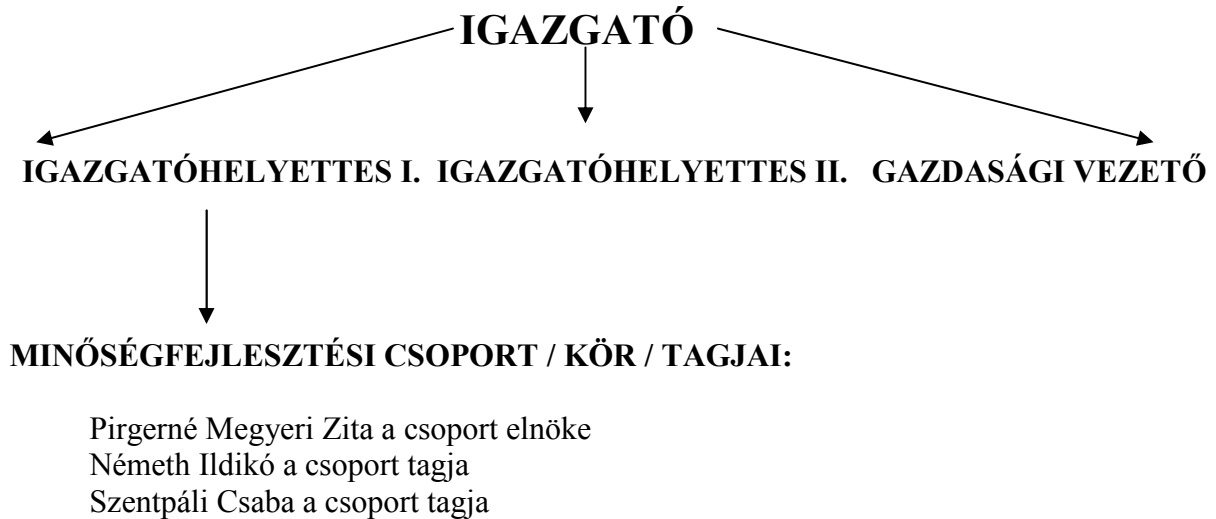 IGAZGATÓ
IGAZGATÓHELYETTES I. IGAZGATÓHELYETTES II. GAZDASÁGI VEZETŐ
MINŐSÉGFEJLESZTÉSI CSOPORT / KÖR / TAGJAI:
Pirgerné Megyeri Zita a csoport elnöke
Németh Ildikó a csoport tagja
Szentpáli Csaba a csoport tagja